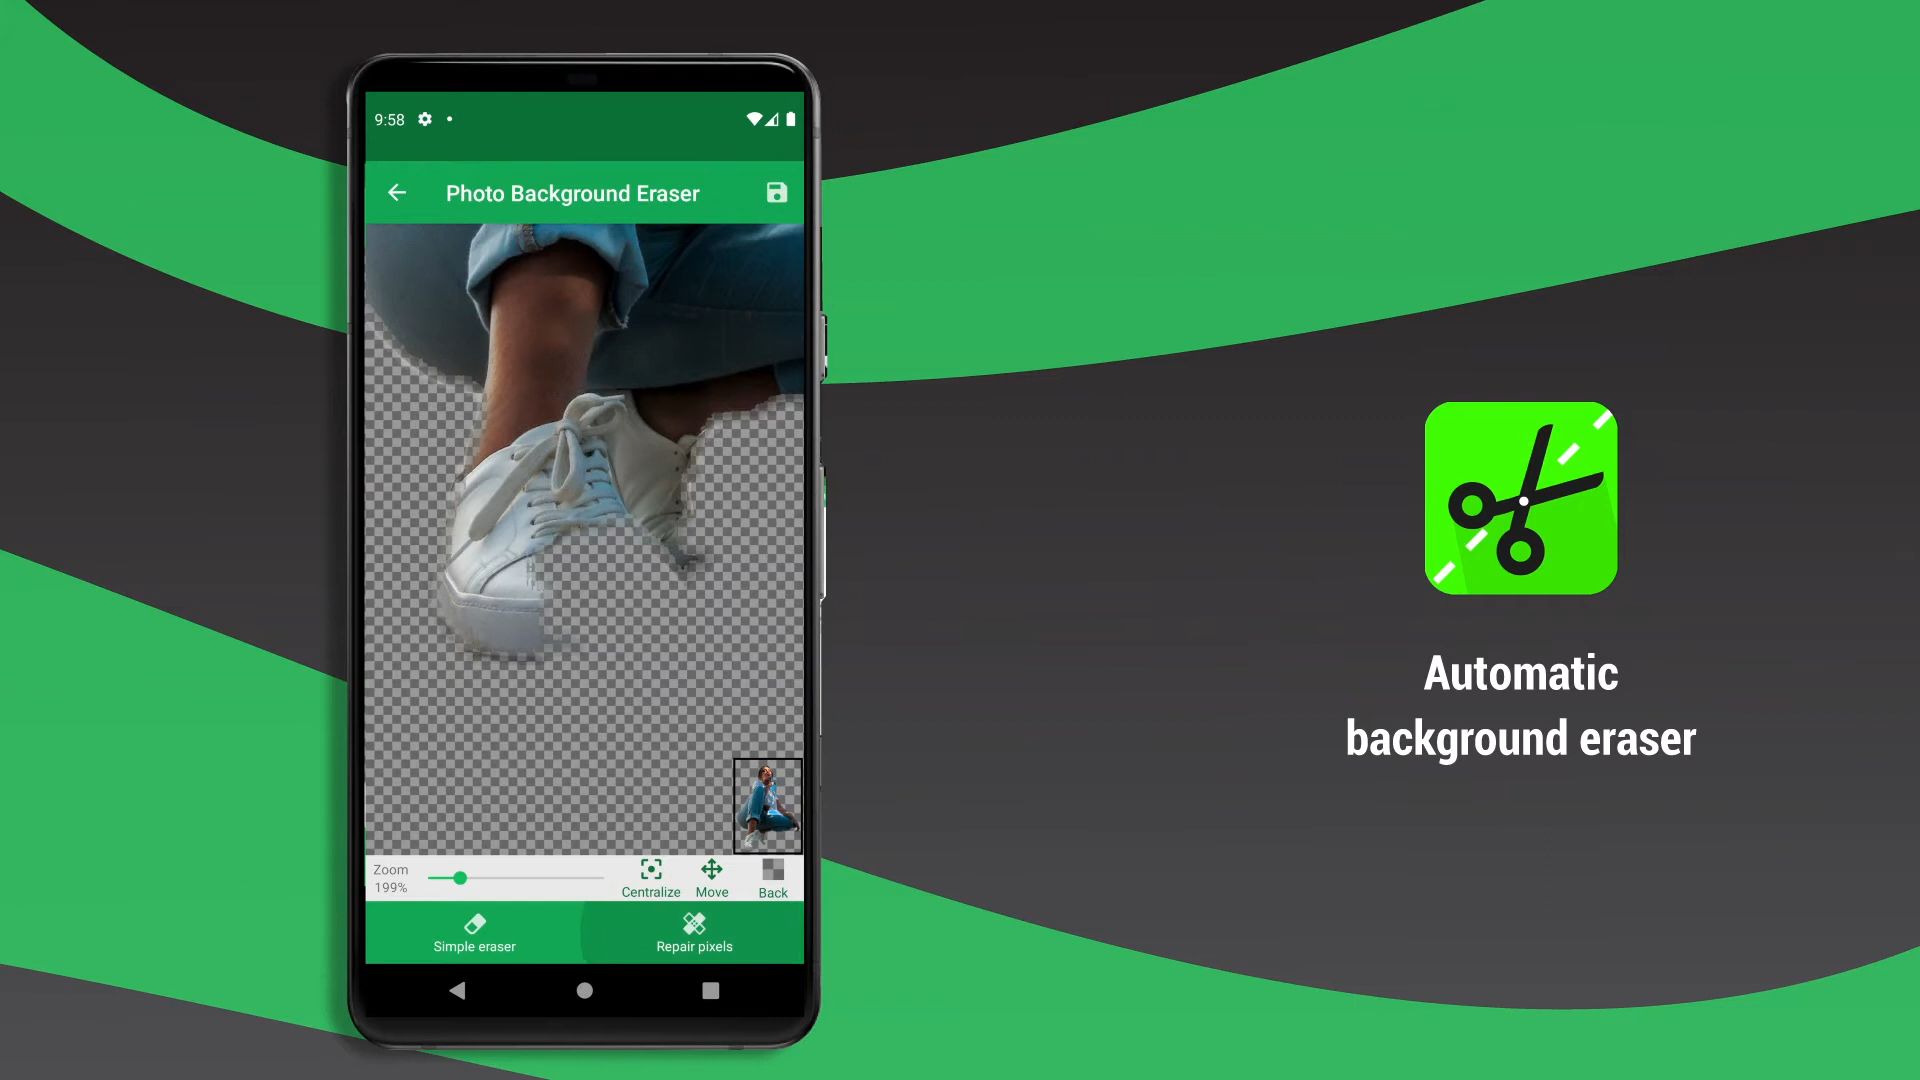 9:58
Photo Background Eraser
Zoom
199%
Centralize
Move
Back
Simple eraser
Repair pixels
Automatic
background eraser